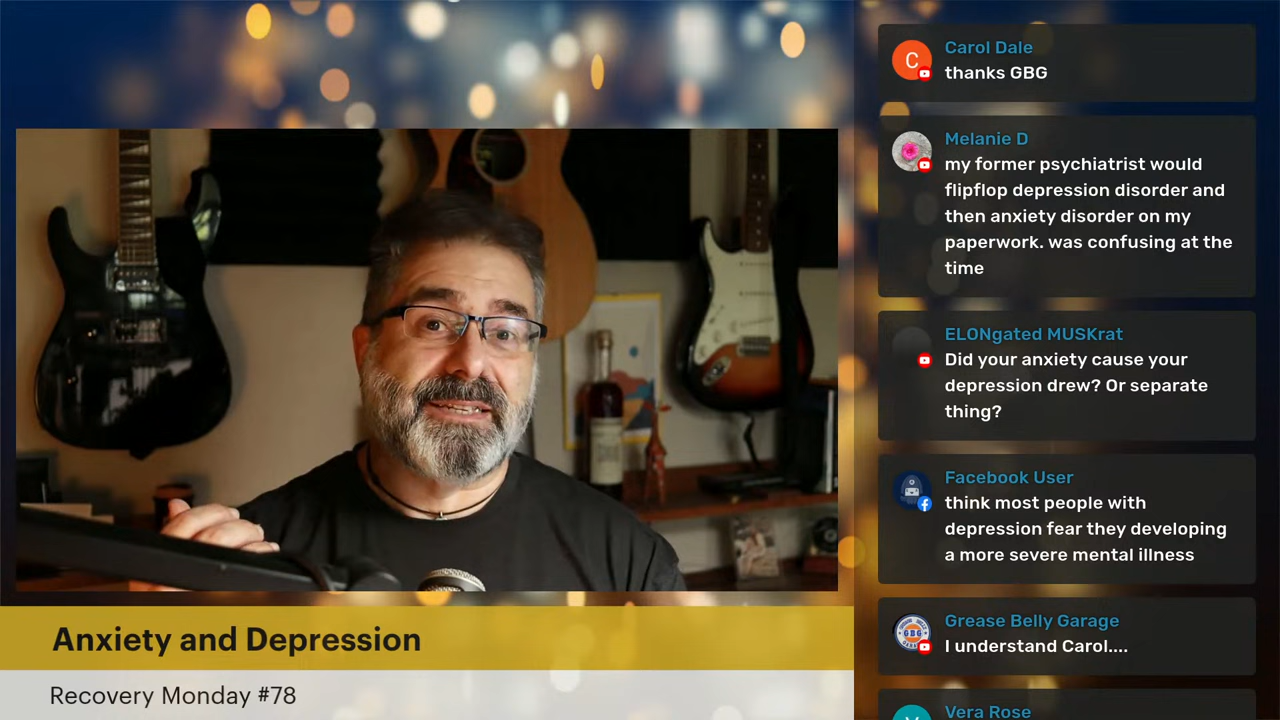 Carol Dale
thanks GBG
Melanie D
my former psychiatrist would
flipflop depression disorder and
then anxiety disorder on my
paperwork. was confusing at the
time
ELONgated MUSKrat
Did your anxiety cause your
depression drew? Or separate
thing?
Facebook User
think most people with
depression fear they developing
a more severe mental illness
Grease Belly Garage
I understand Carol....
Vera Rose
Anxiety and Depression
Recovery Monday #78
C
GBG